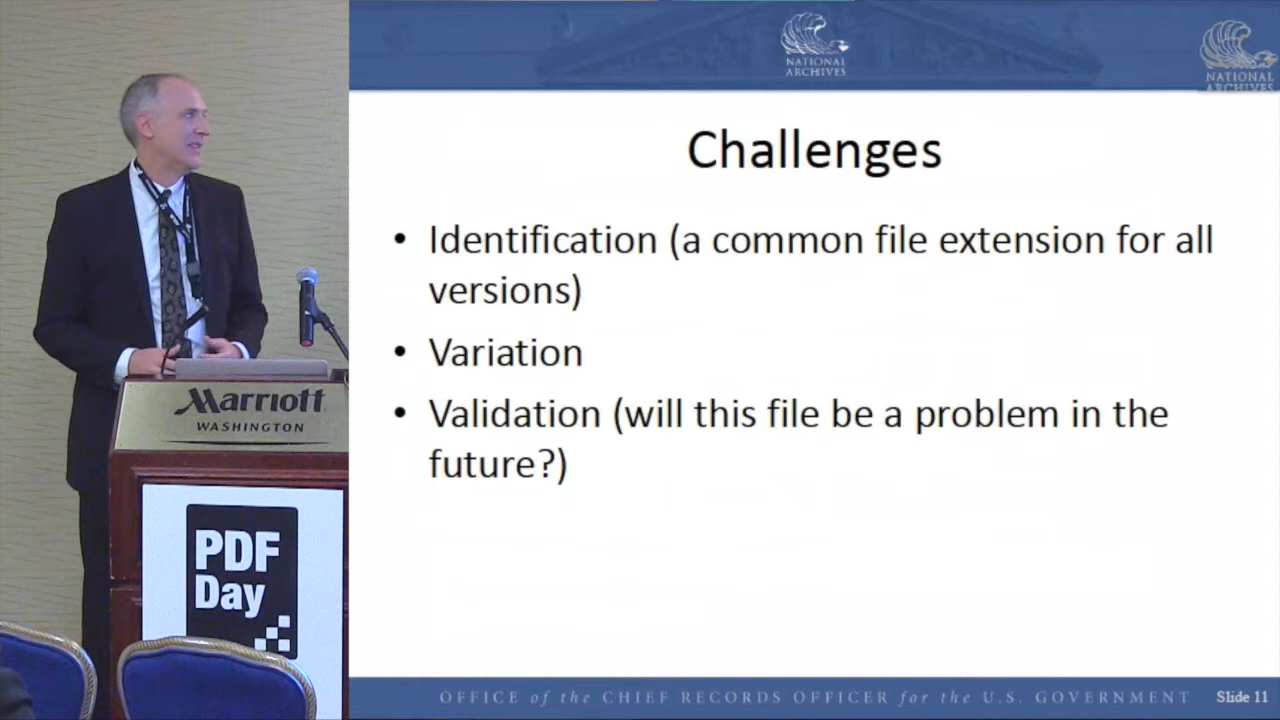 NATIONAL
ARCHIVES
NATIONAL
ARCHIVES
Challenges
• Identification (a common file extension for all
versions)
• Variation
• Validation (will this file be a problem in the
future?)
OFFICE of the CHIEF RECORDS OFFICER for the U.S. GOVERNMENT
Slide 11
Marriott
WASHINGTON
PDF
Day